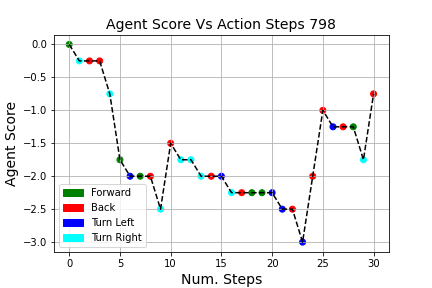 Agent Score Vs Action Steps 798
Agent Score
0.0
−0.5
−1.0
−1.5
−2.0
−2.5
−3.0
Forward
Back
Turn Left
Turn Right
0 5 10 15 20 25 30
Num. Steps